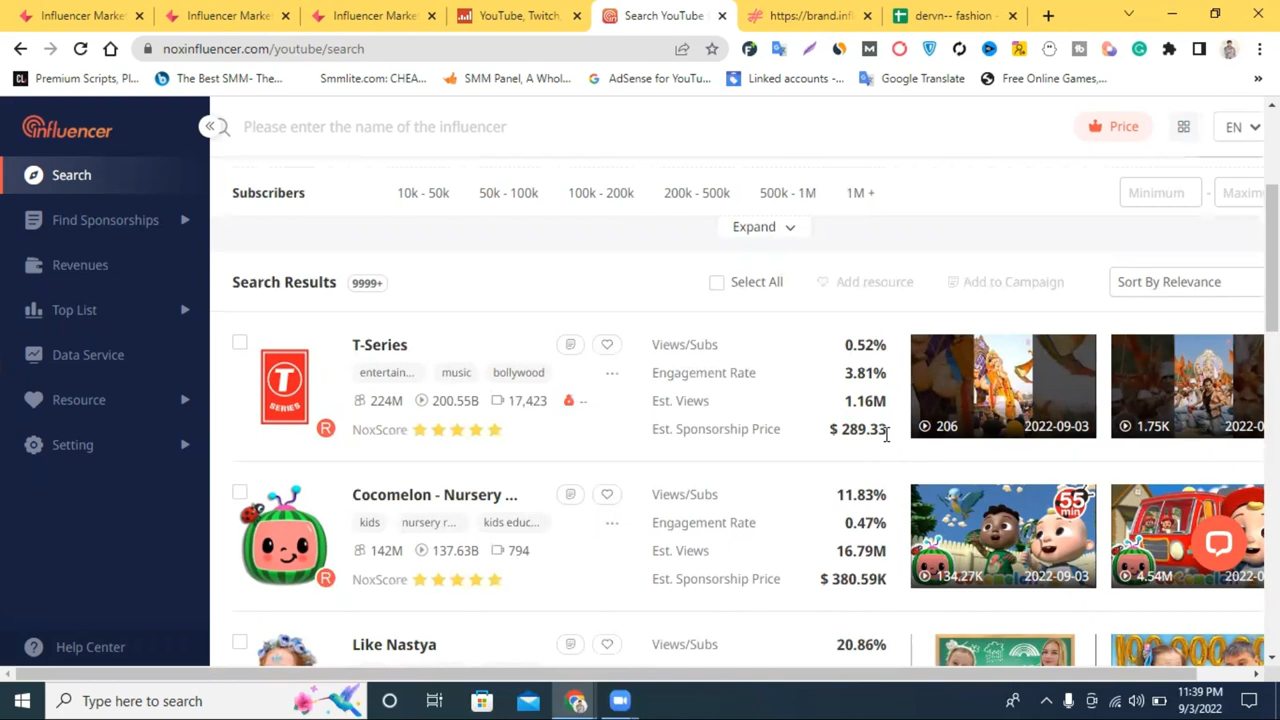 Influencer Marke
Influencer Marke
Influencer Marke
YouTube, Twitch,
Search YouTube
https://brand.infl
dervn-- fashion -
noxinfluencer.com/youtube/search
Premium Scripts, Pl...
The Best SMM- The...
Smmlite.com: CHEA...
SMM Panel, A Whol...
AdSense for YouTu...
Linked accounts -...
Google Translate
Free Online Games,...
influencer
Please enter the name of the influencer
Price
EN
Search
Find Sponsorships
Revenues
Top List
Data Service
Resource
Setting
Help Center
Subscribers
10k - 50k
50k - 100k
100k - 200k
200k - 500k
500k - 1M
1M +
Minimum
-
Maximu
Expand
Search Results 9999+
Select All
Add resource
Add to Campaign
Sort By Relevance
T-Series
entertain...
music
bollywood
...
224M
200.55B
17,423
--
NoxScore
Views/Subs 0.52%
Engagement Rate 3.81%
Est. Views 1.16M
Est. Sponsorship Price $ 289.33
206
2022-09-03
1.75K
2022-0
T
SERIES
R
Cocomelon - Nursery ...
kids
nursery r...
kids educ...
...
142M
137.63B
794
NoxScore
Views/Subs 11.83%
Engagement Rate 0.47%
Est. Views 16.79M
Est. Sponsorship Price $ 380.59K
55
min
134.27K
2022-09-03
4.54M
2022-0
R
Like Nastya
Views/Subs 20.86%
Type here to search
11:39 PM
9/3/2022